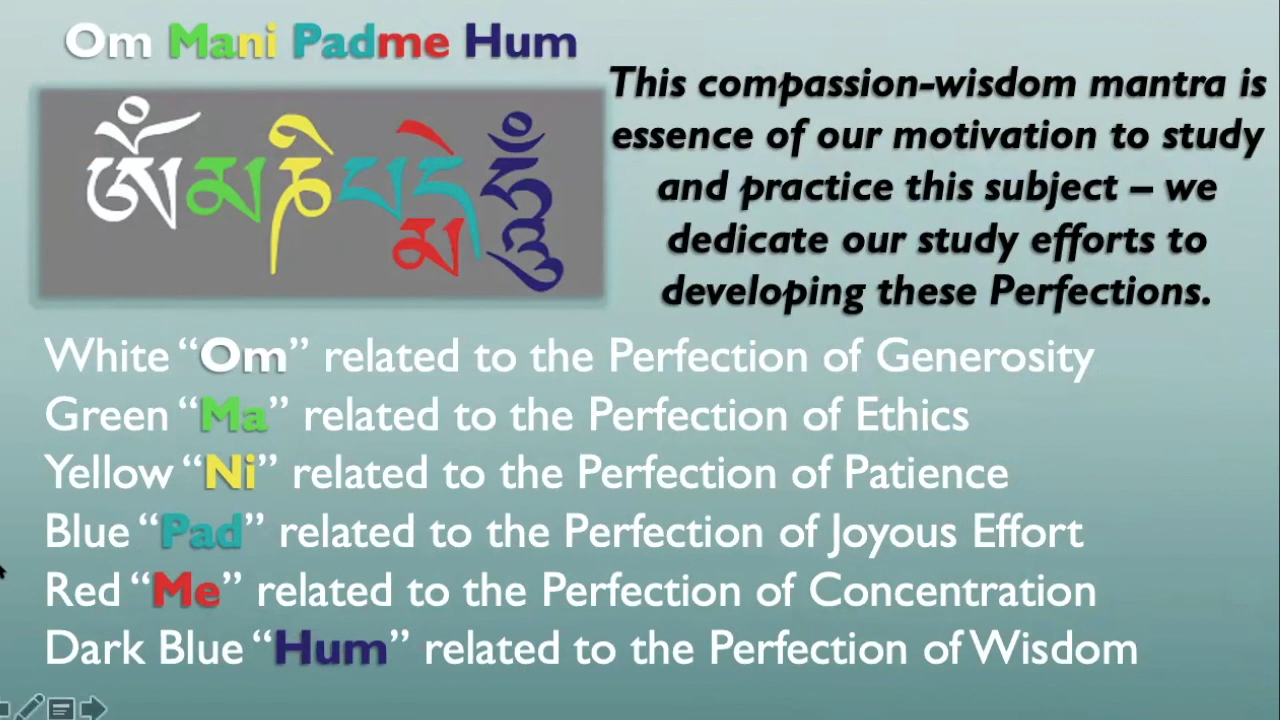 Om Mani Padme Hum
ༀམཎིཔདྨེཧཱུྃ
This compassion-wisdom mantra is
essence of our motivation to study
and practice this subject – we
dedicate our study efforts to
developing these Perfections.
White “Om” related to the Perfection of Generosity
Green “Ma” related to the Perfection of Ethics
Yellow “Ni” related to the Perfection of Patience
Blue “Pad” related to the Perfection of Joyous Effort
Red “Me” related to the Perfection of Concentration
Dark Blue “Hum” related to the Perfection of Wisdom